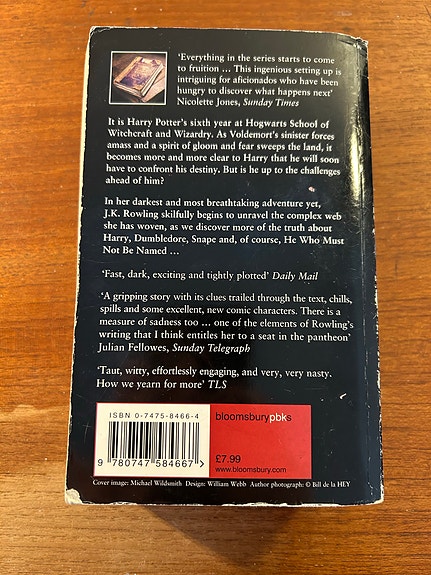 ‘Everything in the series starts to come
to fruition ... This ingenious setting up is
intriguing for aficionados who have been
hungry to discover what happens next’
Nicolette Jones, Sunday Times
It is Harry Potter’s sixth year at Hogwarts School of
Witchcraft and Wizardry. As Voldemort’s sinister forces
amass and a spirit of gloom and fear sweeps the land, it
becomes more and more clear to Harry that he will soon
have to confront his destiny. But is he up to the challenges
ahead of him?
In her darkest and most breathtaking adventure yet,
J.K. Rowling skilfully begins to unravel the complex web
she has woven, as we discover more of the truth about
Harry, Dumbledore, Snape and, of course, He Who Must
Not Be Named ...
‘Fast, dark, exciting and tightly plotted’ Daily Mail
‘A gripping story with its clues trailed through the text, chills,
spills and some excellent, new comic characters. There is a
measure of sadness too ... one of the elements of Rowling’s
writing that I think entitles her to a seat in the pantheon’
Julian Fellowes, Sunday Telegraph
‘Taut, witty, effortlessly engaging, and very, very nasty.
How we yearn for more’ TLS
ISBN 0-7475-8466-4
9 780747 584667 >
bloomsburypbks
£7.99
www.bloomsbury.com
Cover image: Michael Wildsmith Design: William Webb Author photograph: © Bill de la HEY